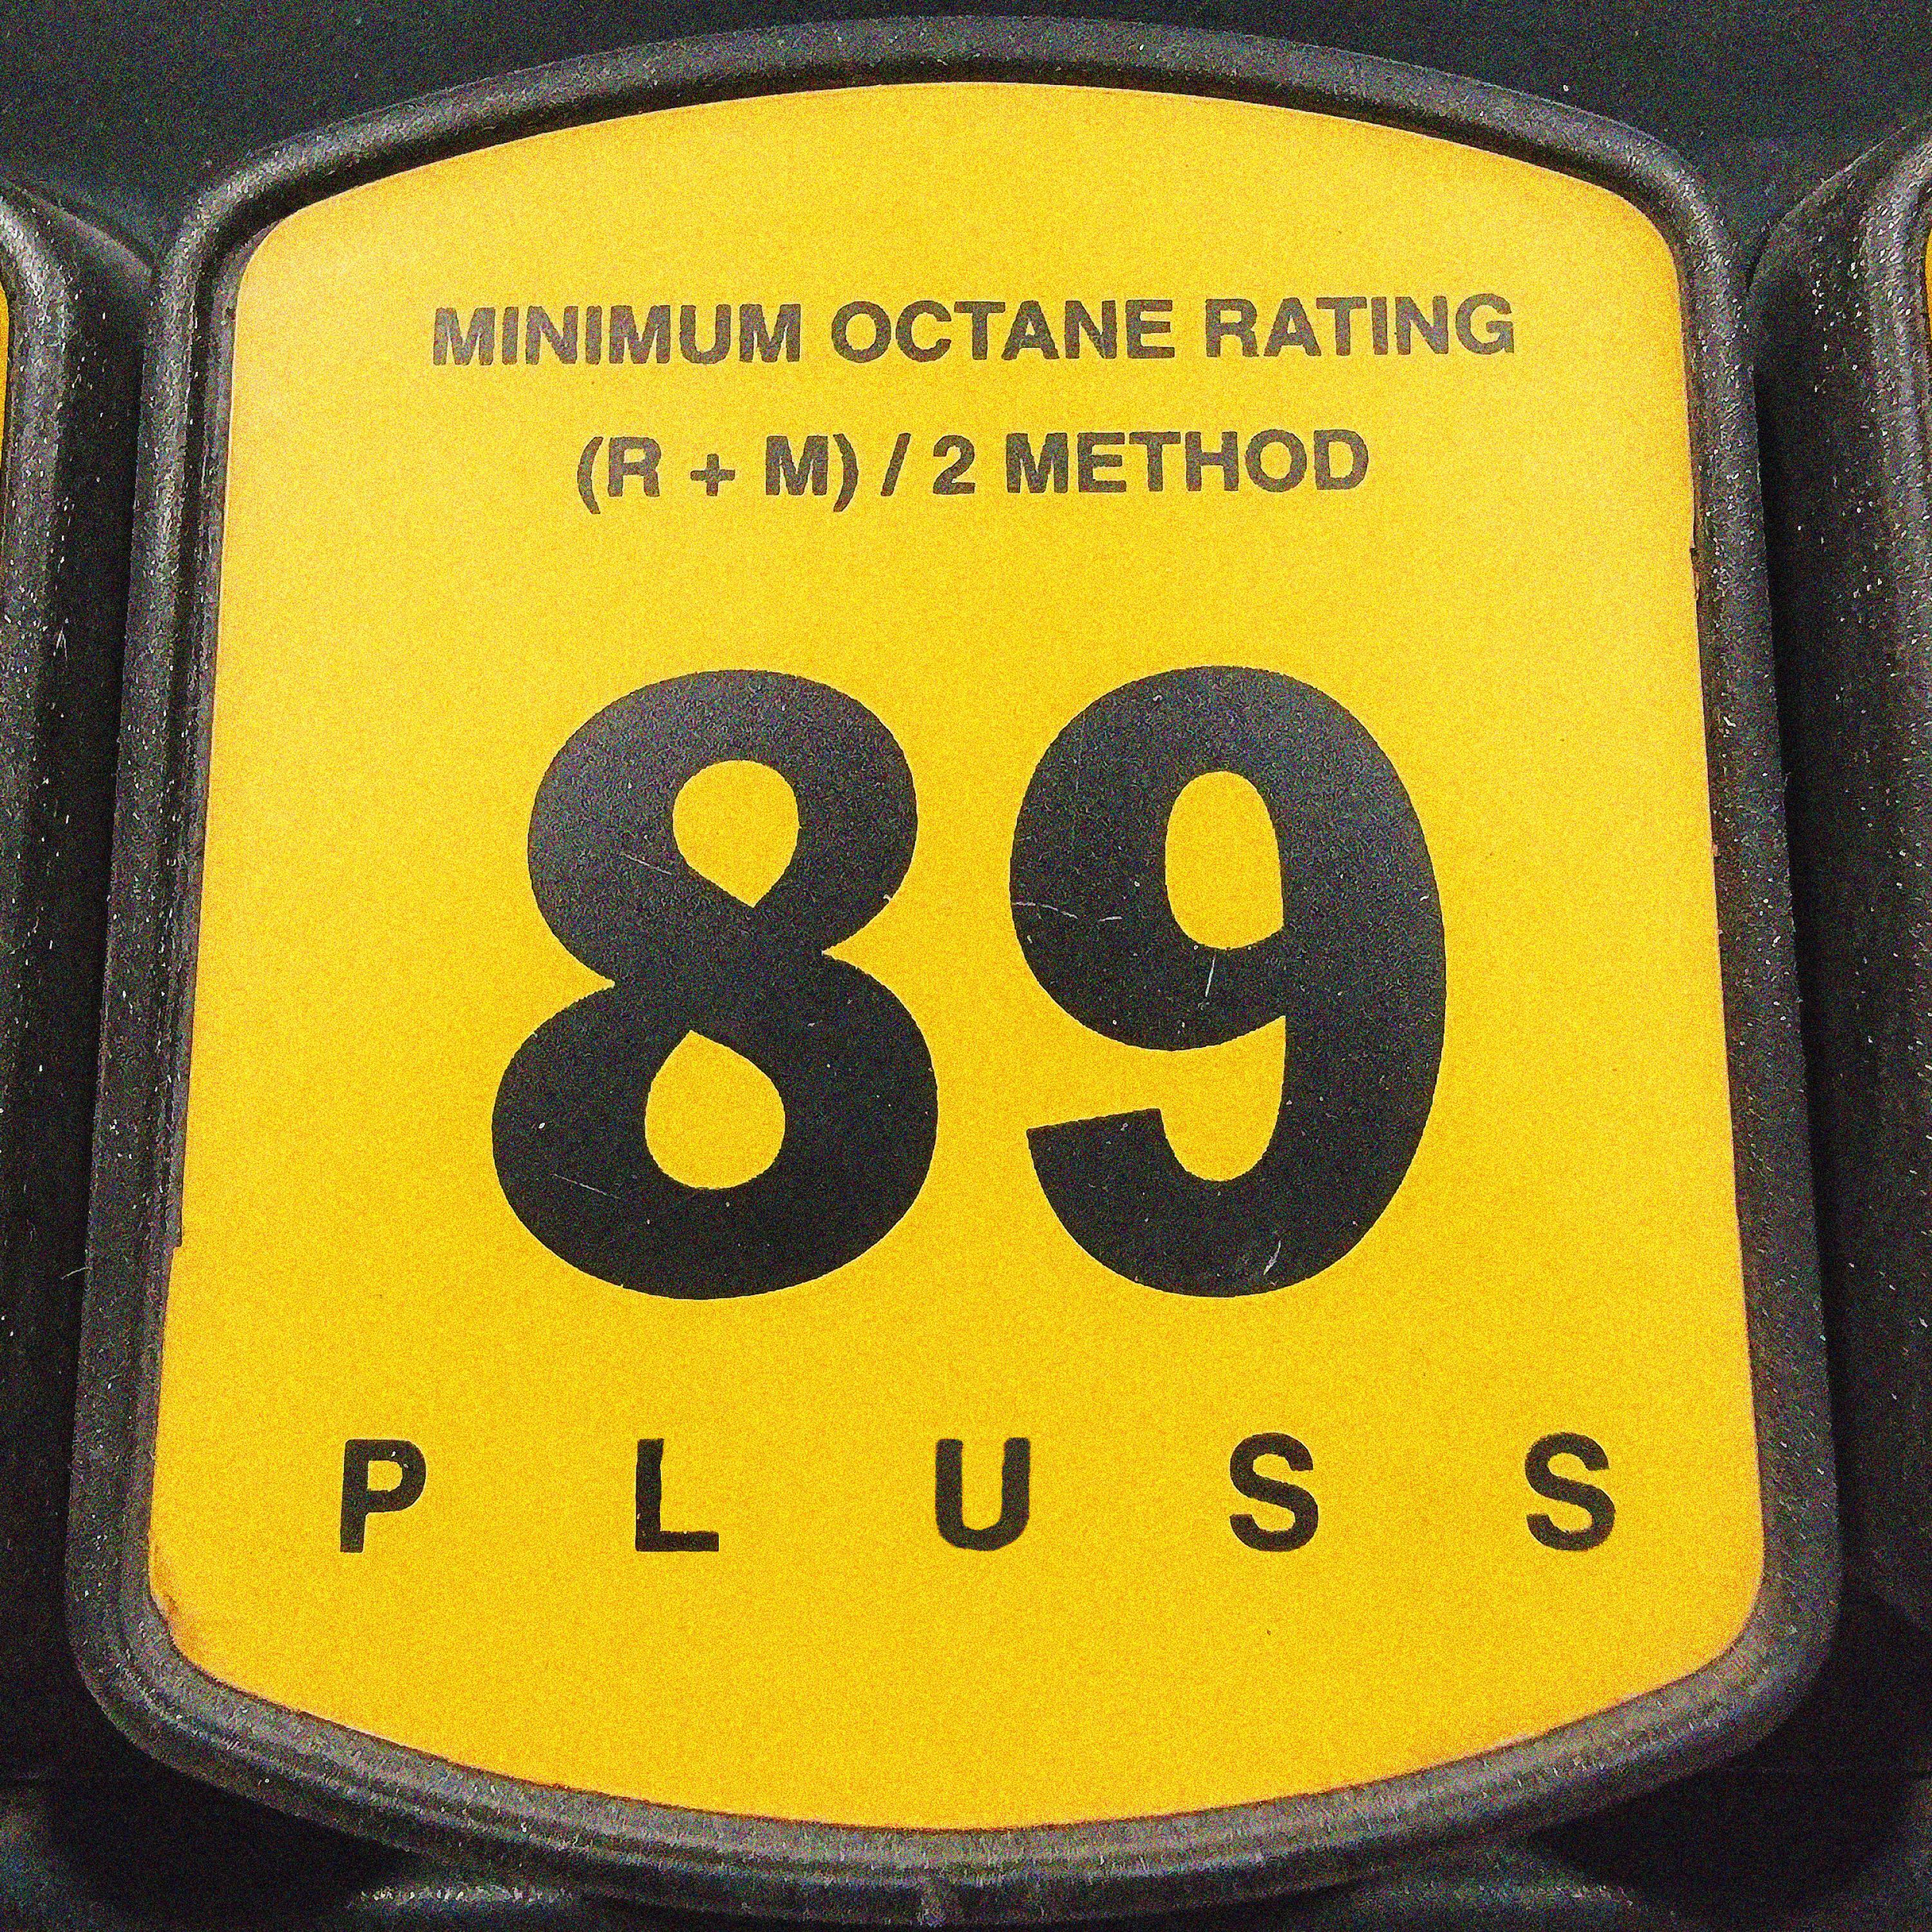 MINIMUM OCTANE RATING
(R + M) / 2 METHOD
89
P L U S S